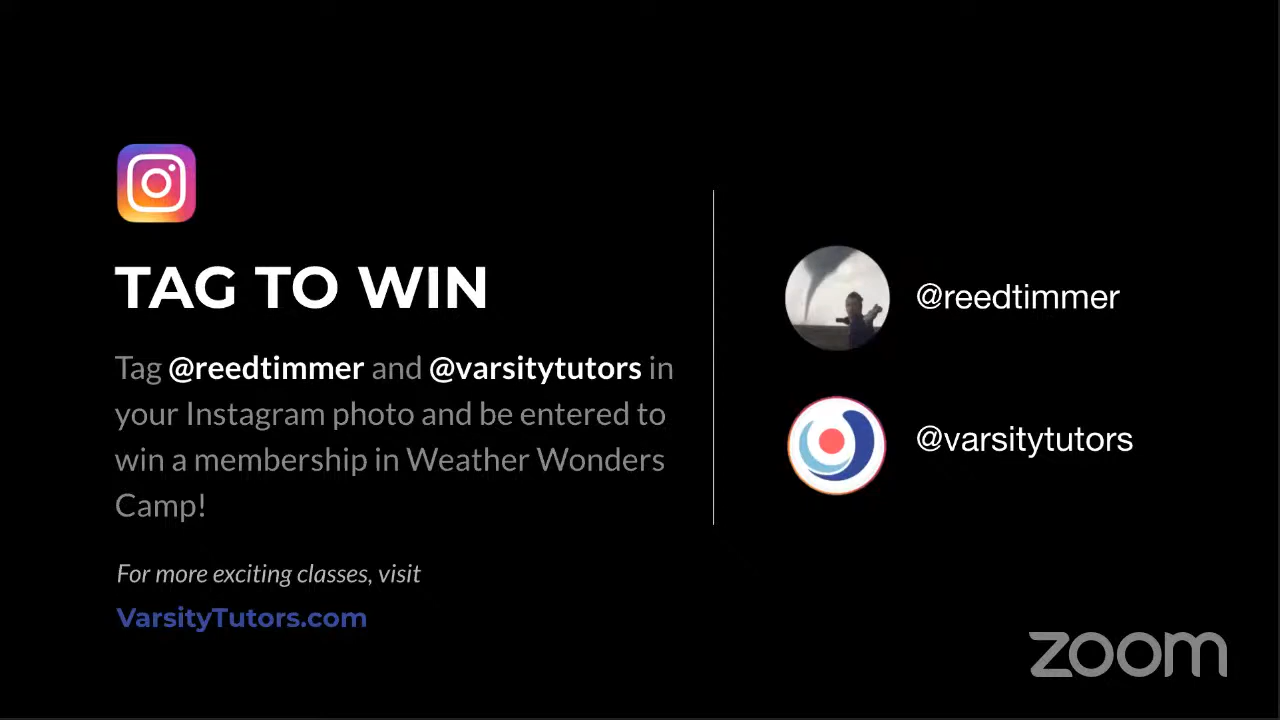 TAG TO WIN
Tag @reedtimmer and @varsitytutors in
your Instagram photo and be entered to
win a membership in Weather Wonders
Camp!
For more exciting classes, visit
VarsityTutors.com
@reedtimmer
@varsitytutors
zoom